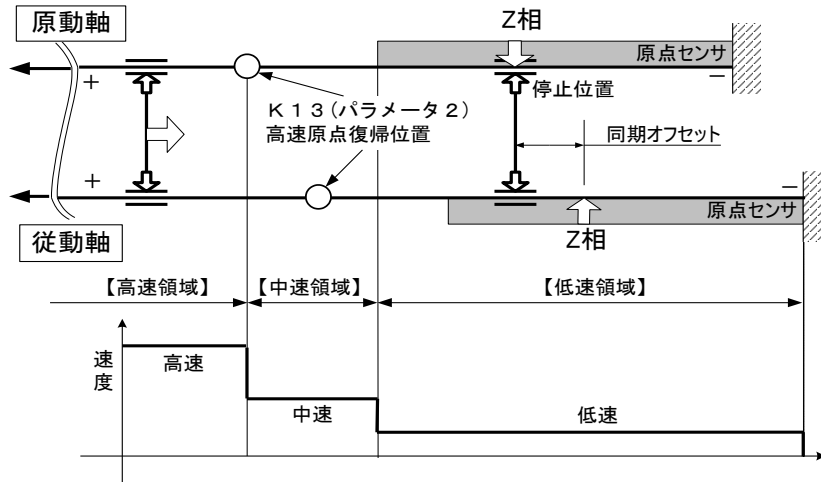 原動軸
Z相
原点センサ
+
−
停止位置
K13(パラメータ2)
高速原点復帰位置
同期オフセット
+
−
従動軸
原点センサ
Z相
【高速領域】
【中速領域】
【低速領域】
速度
高速
中速
低速